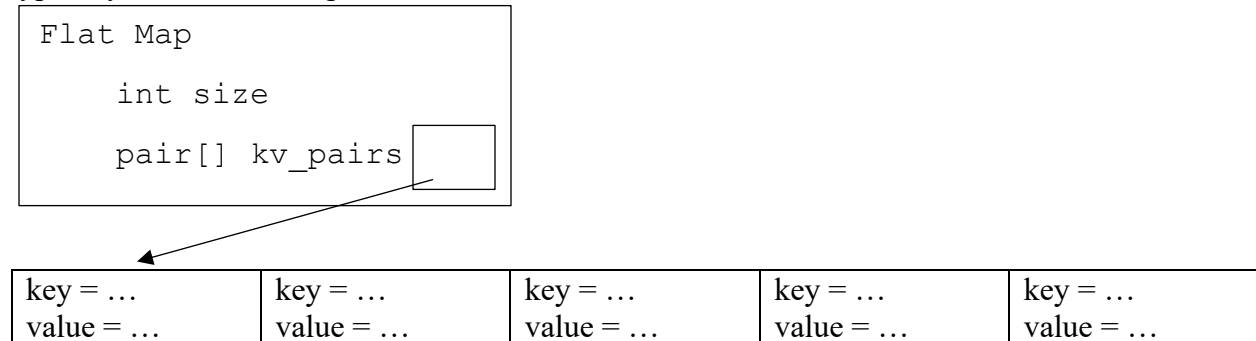 Flat Map
int size
pair[] kv_pairs
key = … key = … key = … key = … key = …
value = … value = … value = … value = … value = …